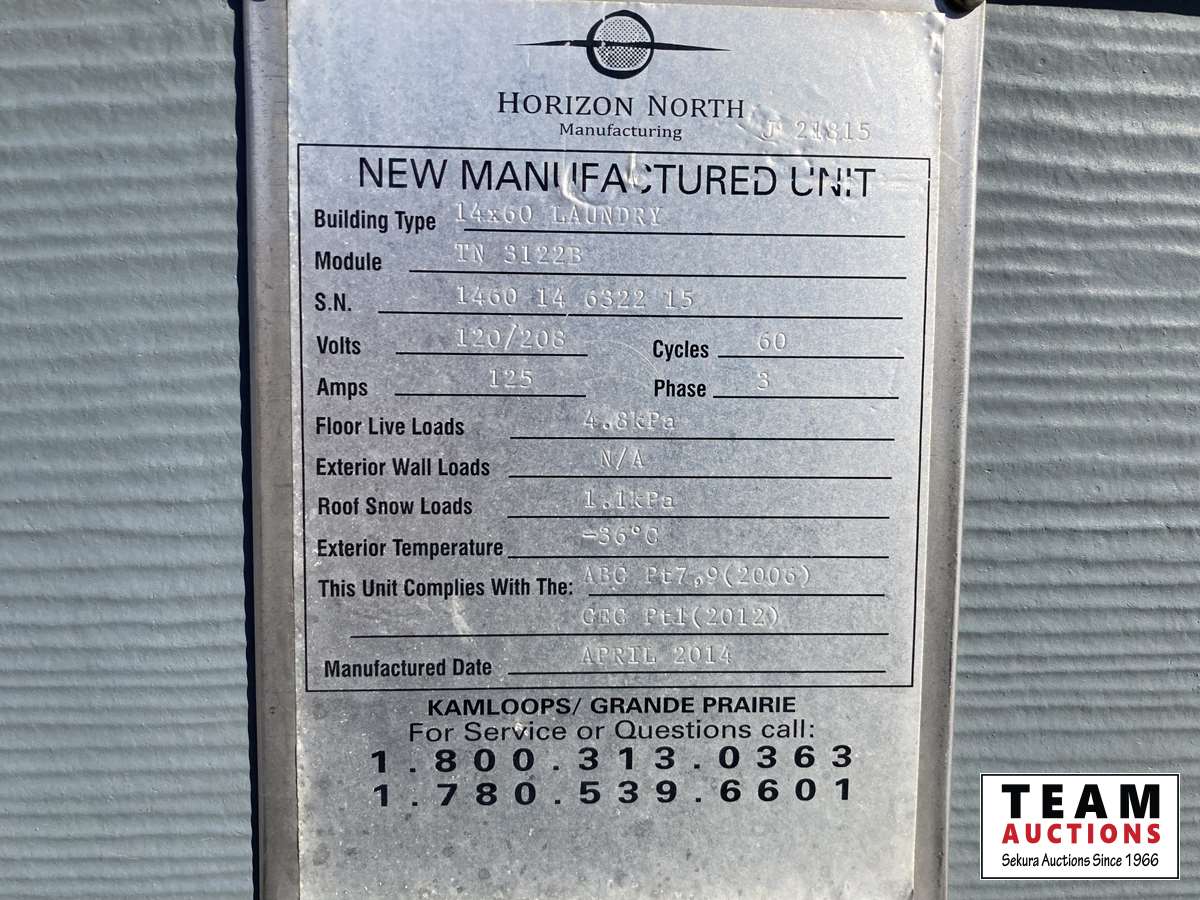 HORIZON NORTH
Manufacturing
J 21815
NEW MANUFACTURED UNIT
Building Type 14x60 LAUNDRY
Module TN 3122B
S.N. 1460 14 6322 15
Volts 120/208 Cycles 60
Amps 125 Phase 3
Floor Live Loads 4.8kPa
Exterior Wall Loads N/A
Roof Snow Loads 1.1kPa
Exterior Temperature -36°C
This Unit Complies With The: ABC Pt7,9(2006)
CEC Pt1(2012)
Manufactured Date APRIL 2014
KAMLOOPS/ GRANDE PRAIRIE
For Service or Questions call:
1.800.313.0363
1.780.539.6601
TEAM
AUCTIONS
Sekura Auctions Since 1966